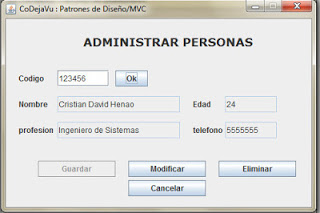 CoDejaVu : Patrones de Diseño/MVC
ADMINISTRAR PERSONAS
Codigo 123456 Ok
Nombre Cristian David Henao Edad 24
profesion Ingeniero de Sistemas telefono 5555555
Guardar Modificar Eliminar
Cancelar